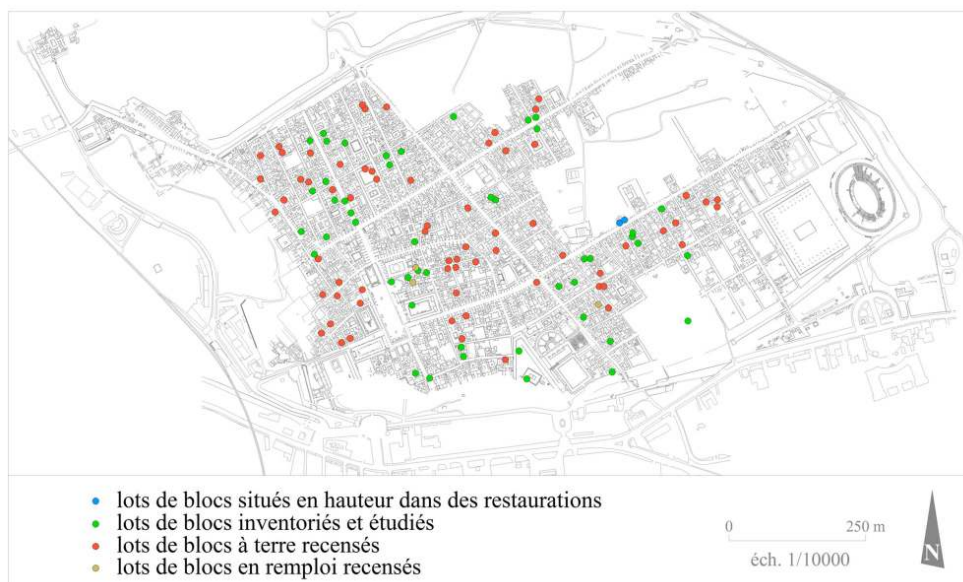 lots de blocs situés en hauteur dans des restaurations
lots de blocs inventoriés et étudiés
lots de blocs à terre recensés
lots de blocs en remploi recensés
0 250 m
éch. 1/10000
N